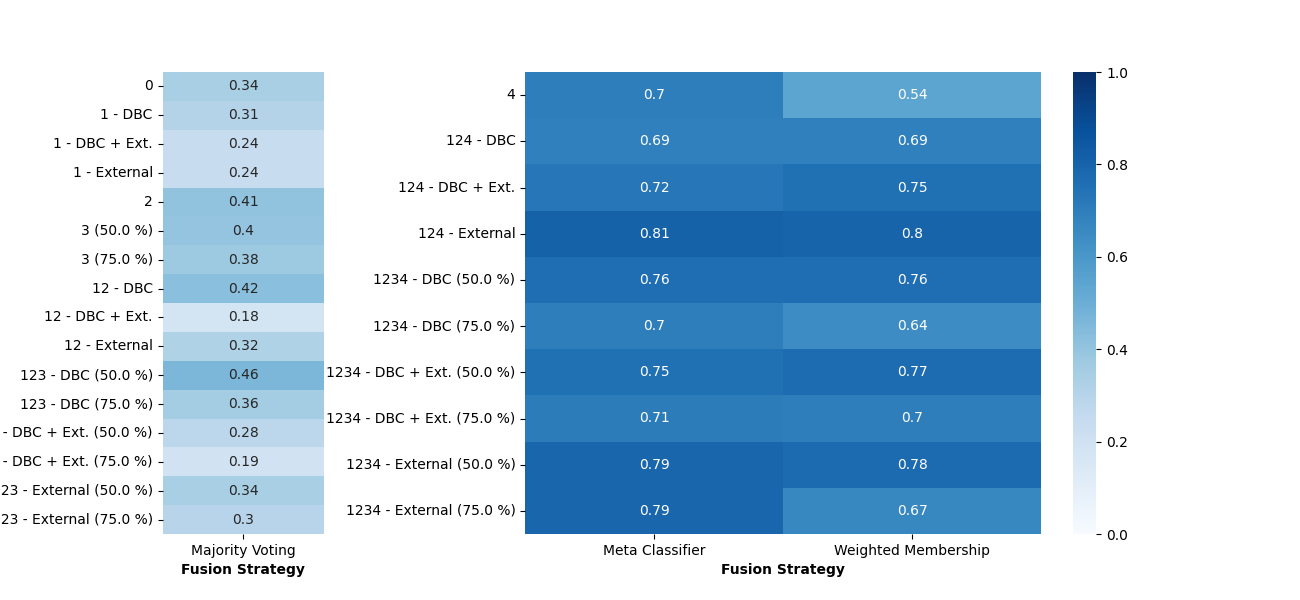 0 0.34
1 - DBC 0.31
1 - DBC + Ext. 0.24
1 - External 0.24
2 0.41
3 (50.0 %) 0.4
3 (75.0 %) 0.38
12 - DBC 0.42
12 - DBC + Ext. 0.18
12 - External 0.32
123 - DBC (50.0 %) 0.46
123 - DBC (75.0 %) 0.36
- DBC + Ext. (50.0 %) 0.28
- DBC + Ext. (75.0 %) 0.19
23 - External (50.0 %) 0.34
23 - External (75.0 %) 0.3
Majority Voting
Fusion Strategy
4 0.7 0.54
124 - DBC 0.69 0.69
124 - DBC + Ext. 0.72 0.75
124 - External 0.81 0.8
1234 - DBC (50.0 %) 0.76 0.76
1234 - DBC (75.0 %) 0.7 0.64
1234 - DBC + Ext. (50.0 %) 0.75 0.77
1234 - DBC + Ext. (75.0 %) 0.71 0.7
1234 - External (50.0 %) 0.79 0.78
1234 - External (75.0 %) 0.79 0.67
Meta Classifier Weighted Membership
Fusion Strategy
1.0
0.8
0.6
0.4
0.2
0.0